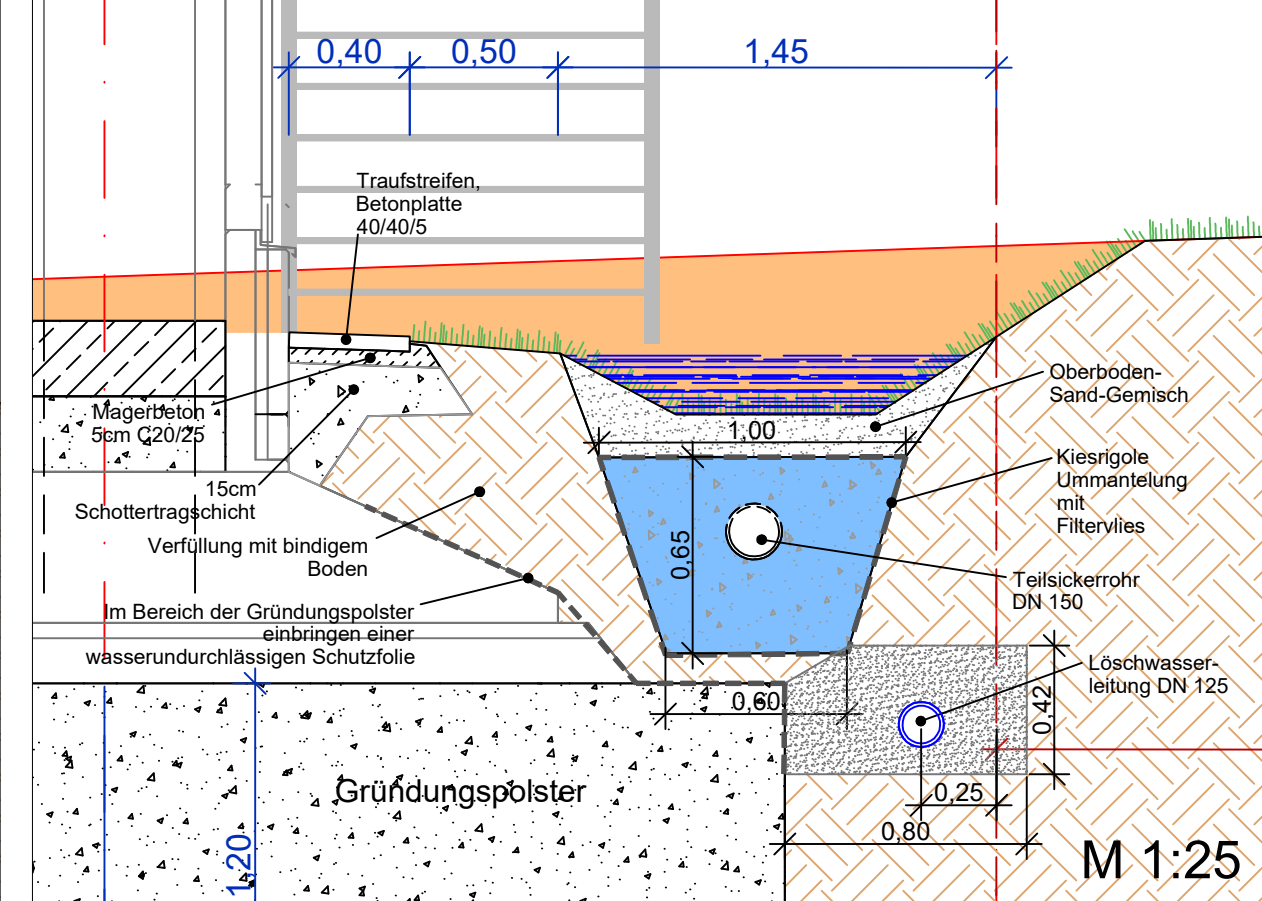 0,40
0,50
1,45
Traufstreifen,
Betonplatte
40/40/5
Oberboden-
Sand-Gemisch
Magerbeton
5cm C20/25
1,00
Kiesrigole
Ummantelung
mit
Filtervlies
15cm
Schottertragschicht
Verfüllung mit bindigem
Boden
0,65
Teilsickerrohr
DN 150
Im Bereich der Gründungspolster
einbringen einer
wasserundurchlässigen Schutzfolie
Löschwasser-
leitung DN 125
0,60
0,42
Gründungspolster
0,25
0,80
1,20
M 1:25